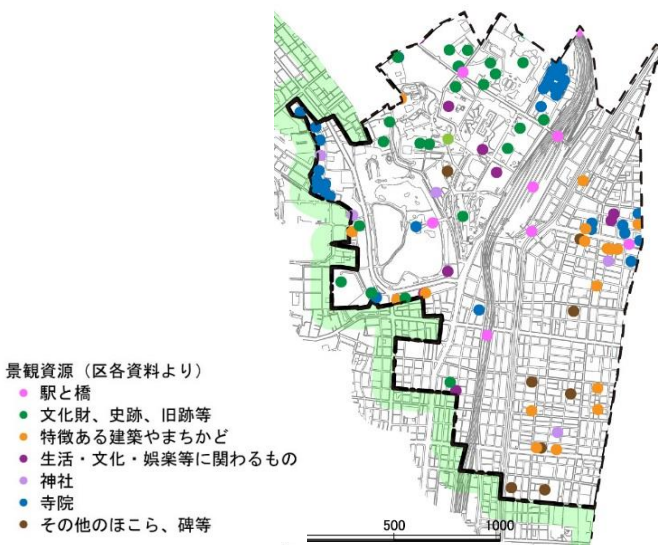 景観資源（区各資料より）
駅と橋
文化財、史跡、旧跡等
特徴ある建築やまちかど
生活・文化・娯楽等に関わるもの
神社
寺院
その他のほこら、碑等
500
1000